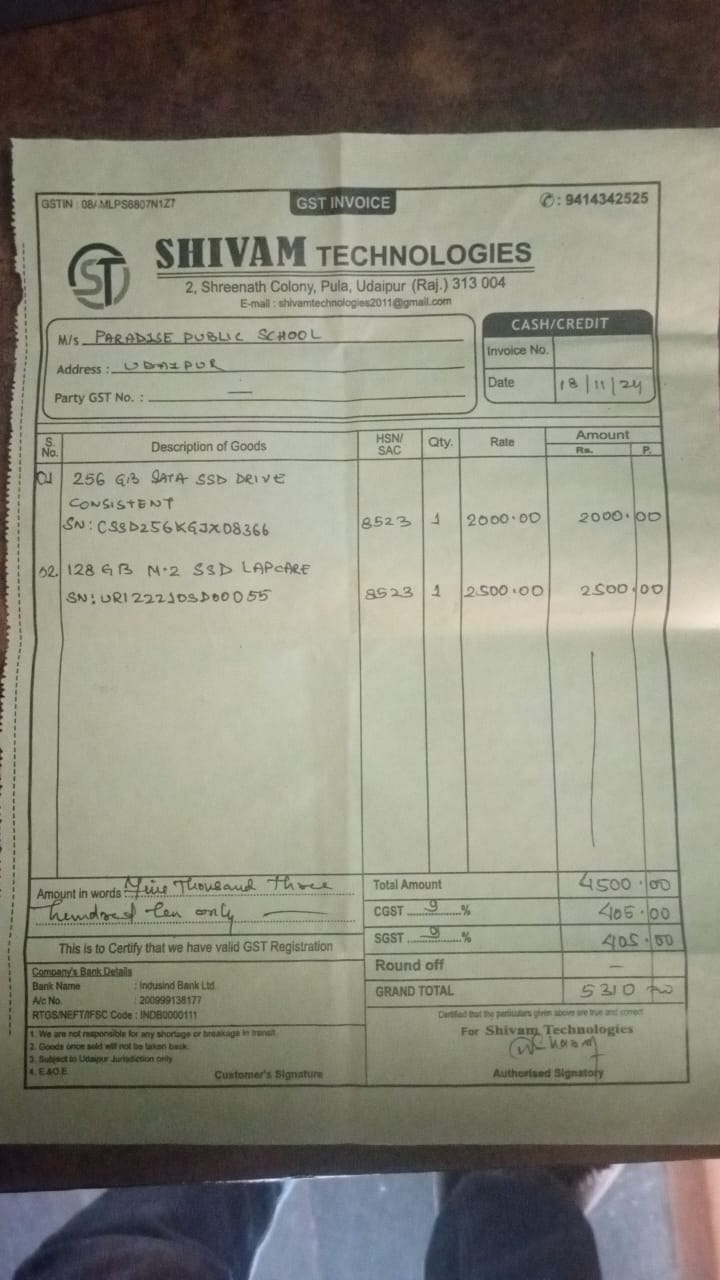 GSTIN : 08AMLPS8807N1Z7
GST INVOICE
✆: 9414342525
ST
SHIVAM TECHNOLOGIES
2, Shreenath Colony, Pula, Udaipur (Raj.) 313 004
E-mail : shivamtechnologies2011@gmail.com
M/s. PARADISE PUBLIC SCHOOL
Address : UDAIPUR
Party GST No. : —
CASH/CREDIT
Invoice No.
Date 18/11/24
S. No. Description of Goods HSN/SAC Qty. Rate Amount Rs. P.
01 256 GB SATA SSD DRIVE
CONSISTENT
SN: CSSD256KGJX08366 8523 1 2000.00 2000.00
02. 128 GB M.2 SSD LAPCARE
SN: UR12221OSD00055 8523 1 2500.00 2500.00
Amount in words Five Thousand Three
hundred ten only —
Total Amount 4500.00
CGST 9 % 405.00
SGST 9 % 405.00
Round off —
GRAND TOTAL 5310
This is to Certify that we have valid GST Registration
Company's Bank Details
Bank Name : Indusind Bank Ltd.
A/c No. : 200999138177
RTGS/NEFT/IFSC Code : INDB0000111
1. We are not responsible for any shortage or breakage in transit.
2. Goods once sold will not be taken back.
3. Subject to Udaipur Jurisdiction only
4. E.&O.E.
Customer's Signature
Certified that the particulars given above are true and correct
For Shivam Technologies
Authorised Signatory